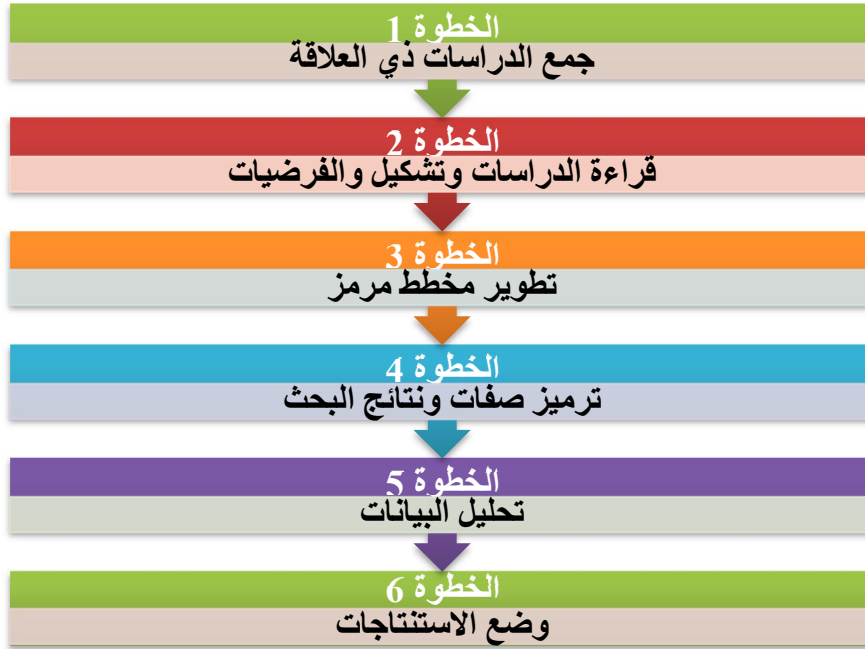 الخطوة 1
جمع الدراسات ذي العلاقة
الخطوة 2
قراءة الدراسات وتشكيل والفرضيات
الخطوة 3
تطوير مخطط مرمز
الخطوة 4
ترميز صفات ونتائج البحث
الخطوة 5
تحليل البيانات
الخطوة 6
وضع الاستنتاجات